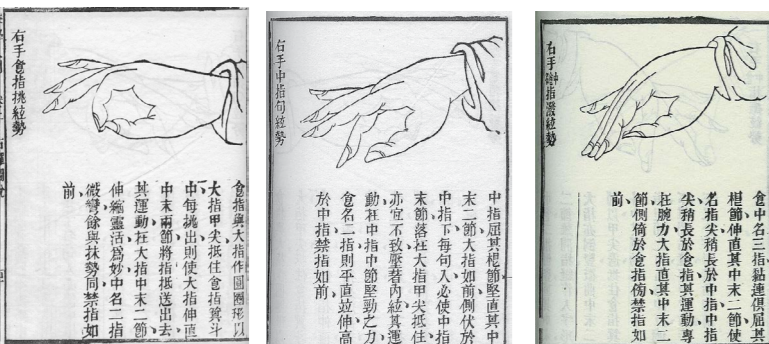 右手食指挑絃勢
食指與大指作圓圈形以
大指甲尖抵住食指箕斗
中、每挑出則使大指伸直
中末兩節將指抵送出去、
其運動在大指中末二節
伸縮靈活爲妙中名二指
微彎餘與抹勢同禁指如
前、
右手中指句絃勢
中指屈其根節堅直其中
末二節大指如前側伏於
中指下每句入必使中指
末節落在大指甲尖抵住
亦宜不致壓著內絃其運
動在中指中節堅勁之力
食名二指則平直竝伸高
於中指禁指如前、
右手指潑絃勢
食中名三指黏連俱屈其
根節伸直其中末二節使
名指尖稍長於中指中指
尖稍長於食指其運動專
在腕力大指直其中末二
節側倚於食指傍禁指如
前、